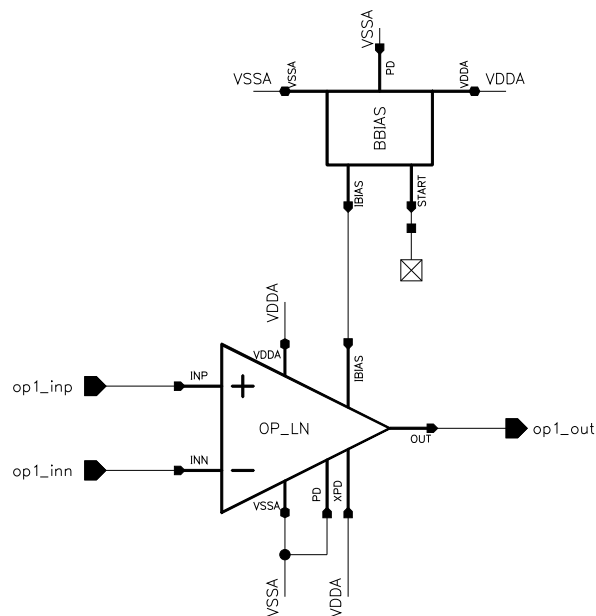 VSSA
PD
VSSA
VSSA
VDDA
VDDA
BBIAS
IBIAS
START
VDDA
VDDA
IBIAS
op1_inp
INP
+
OP_LN
OUT
op1_out
op1_inn
INN
−
VSSA
PD
XPD
VSSA
VDDA